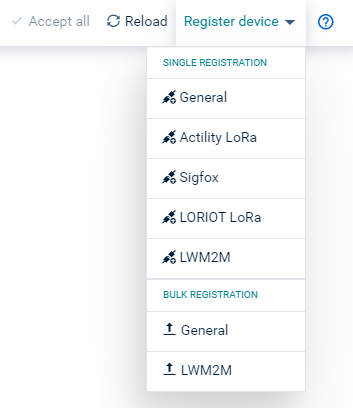 Accept all Reload Register device
SINGLE REGISTRATION
General
Actility LoRa
Sigfox
LORIOT LoRa
LWM2M
BULK REGISTRATION
General
LWM2M